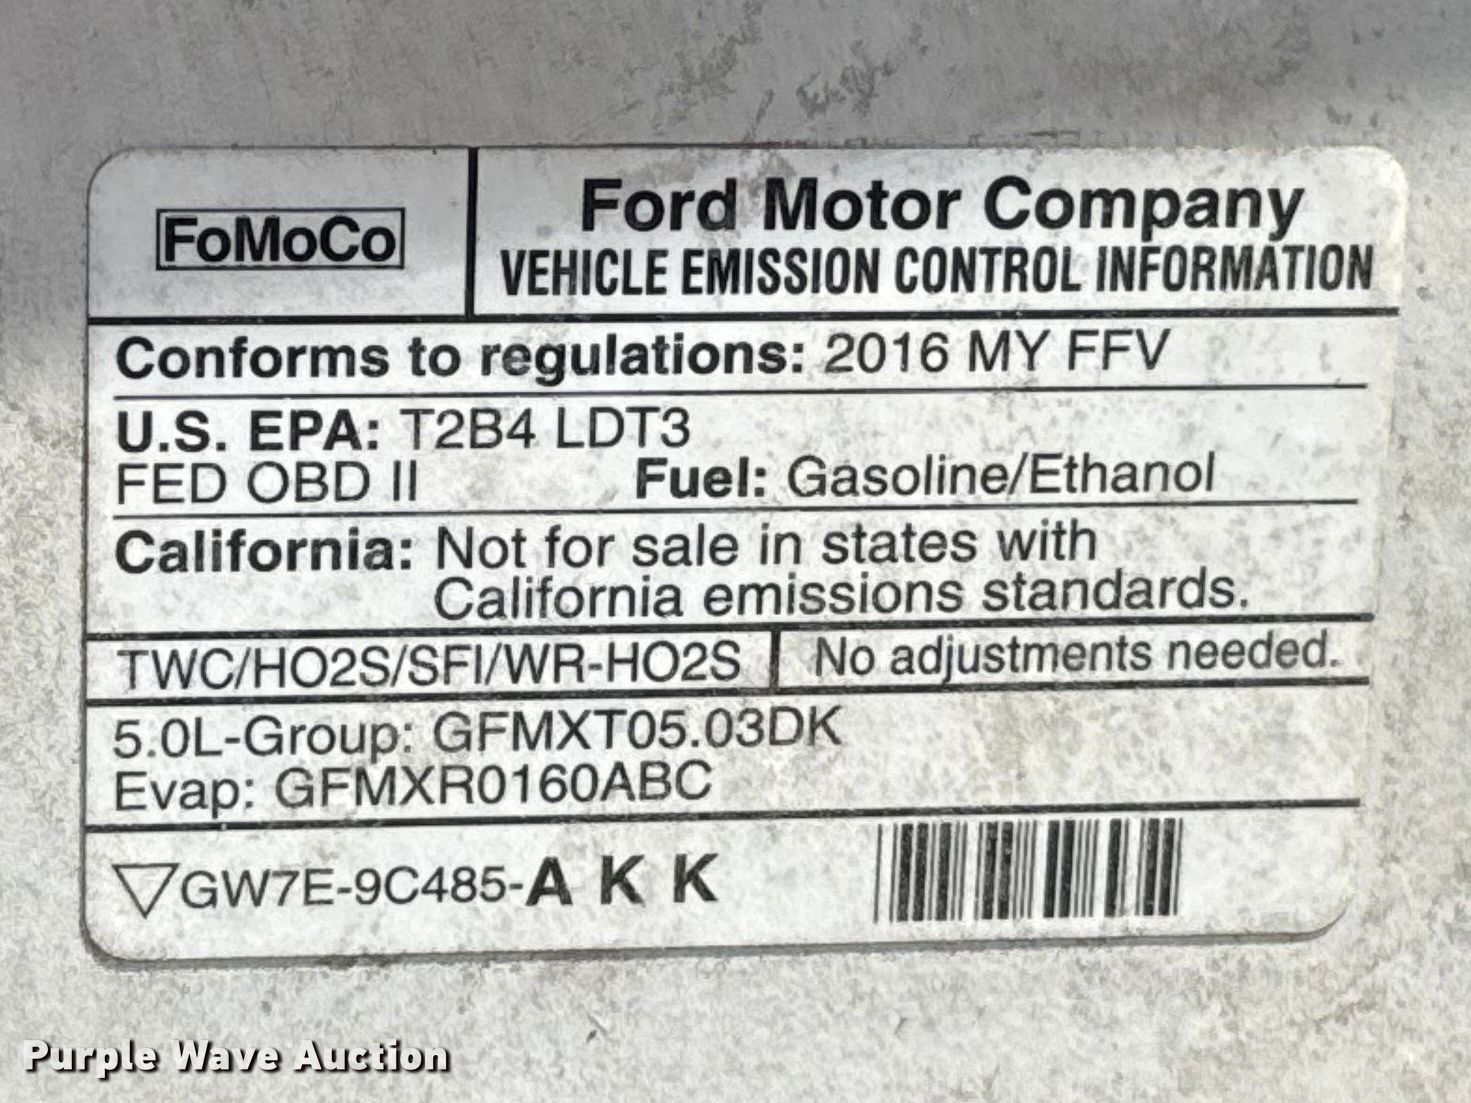 FoMoCo
Ford Motor Company
VEHICLE EMISSION CONTROL INFORMATION
Conforms to regulations: 2016 MY FFV
U.S. EPA: T2B4 LDT3
FED OBD II Fuel: Gasoline/Ethanol
California: Not for sale in states with
California emissions standards.
TWC/HO2S/SFI/WR-HO2S No adjustments needed.
5.0L-Group: GFMXT05.03DK
Evap: GFMXR0160ABC
GW7E-9C485-A K K
Purple Wave Auction